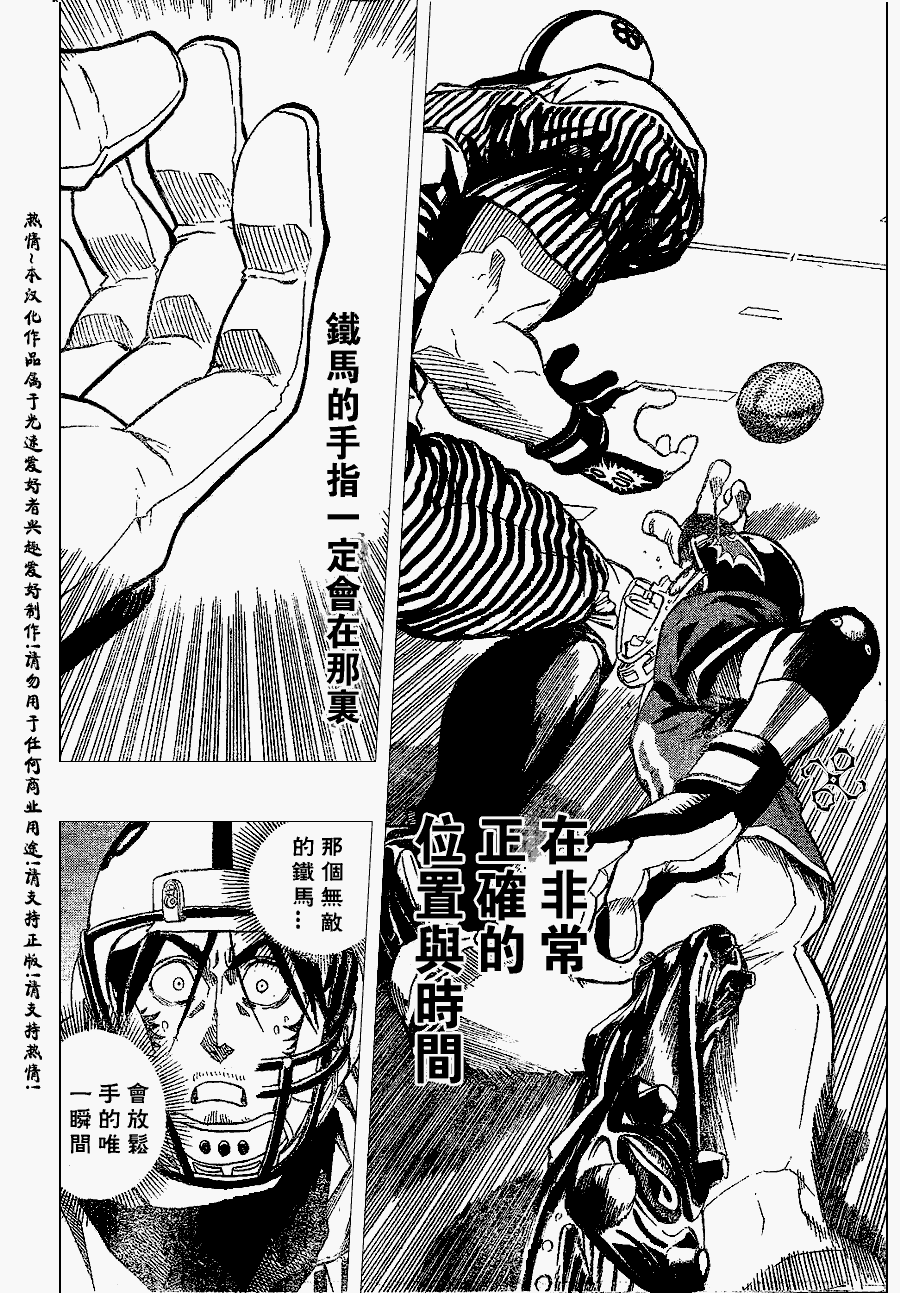 在非常
正確的
位置與時間
鐵馬的手指一定會在那裏
那個無敵
的鐵馬…
會放鬆
手的唯
一瞬間
热情~本汉化作品属于光速爱好者兴趣爱好制作!请勿用于任何商业用途!请支持正版!请支持热情!